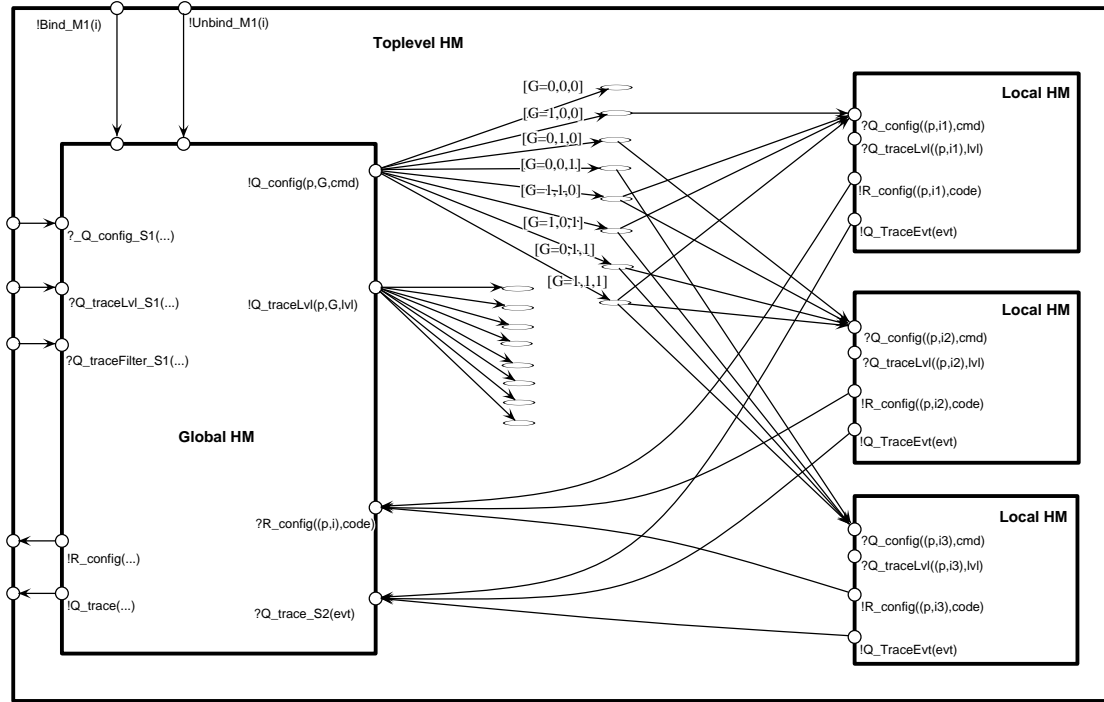 !Bind_M1(i)
!Unbind_M1(i)
Toplevel HM
[G=0,0,0]
[G=1,0,0]
[G=0,1,0]
[G=0,0,1]
[G=1,1,0]
[G=1,0,1]
[G=0,1,1]
[G=1,1,1]
!Q_config(p,G,cmd)
?_Q_config_S1(...)
?Q_traceLvl_S1(...)
!Q_traceLvl(p,G,lvl)
?Q_traceFilter_S1(...)
Global HM
?R_config((p,i),code)
!R_config(...)
!Q_trace(...)
?Q_trace_S2(evt)
Local HM
?Q_config((p,i1),cmd)
?Q_traceLvl((p,i1),lvl)
!R_config((p,i1),code)
!Q_TraceEvt(evt)
Local HM
?Q_config((p,i2),cmd)
?Q_traceLvl((p,i2),lvl)
!R_config((p,i2),code)
!Q_TraceEvt(evt)
Local HM
?Q_config((p,i3),cmd)
?Q_traceLvl((p,i3),lvl)
!R_config((p,i3),code)
!Q_TraceEvt(evt)